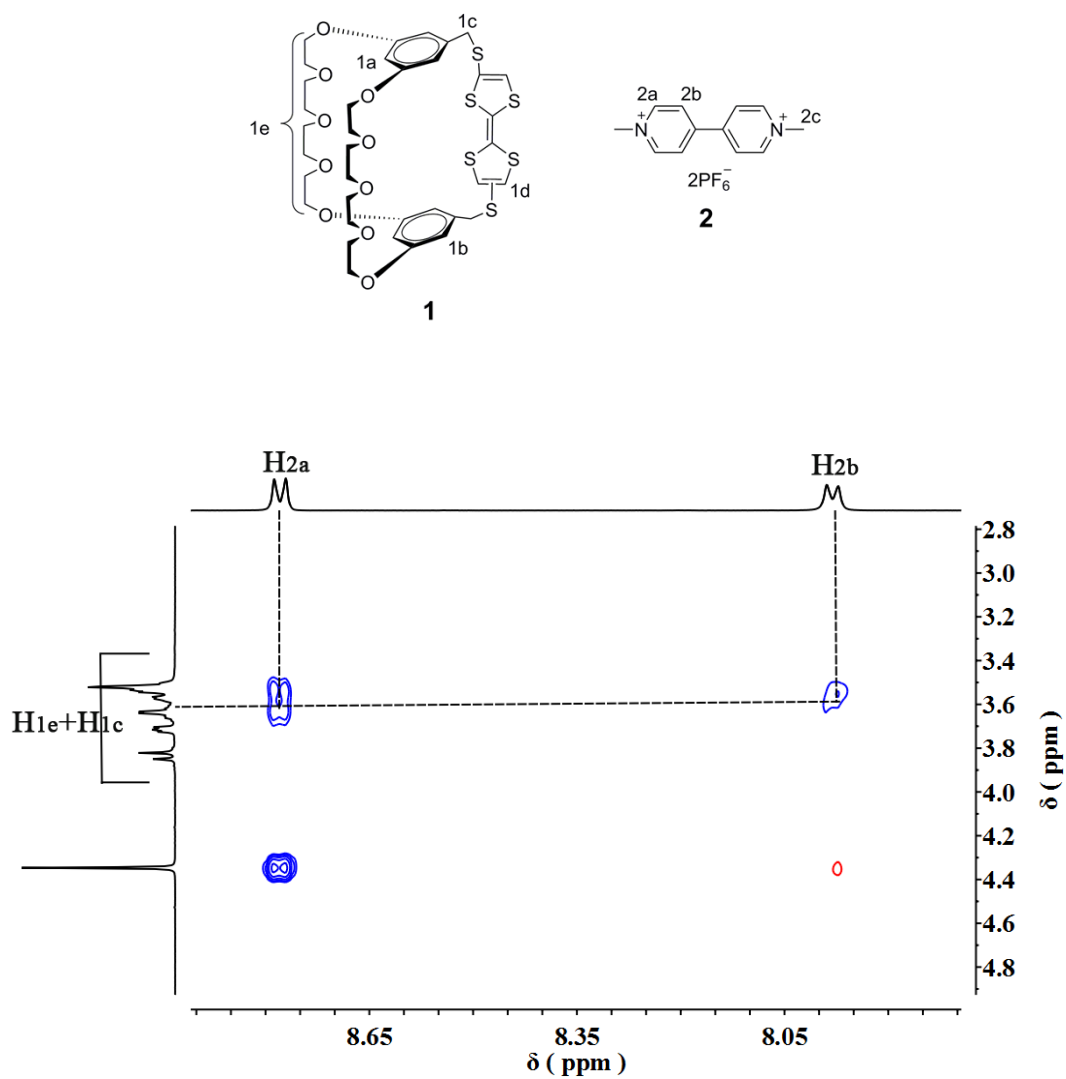 1c
O
S
1a
O
S S
O
O
1e
O
O
S S
O
O
1d
S
O
O
1b
O
1
2a 2b
N+
N+
2c
2PF6−
2
H2a
H2b
2.8
3.0
3.2
3.4
3.6
3.8
4.0
4.2
4.4
4.6
4.8
δ ( ppm )
H1e+H1c
8.65 8.35 8.05
δ ( ppm )